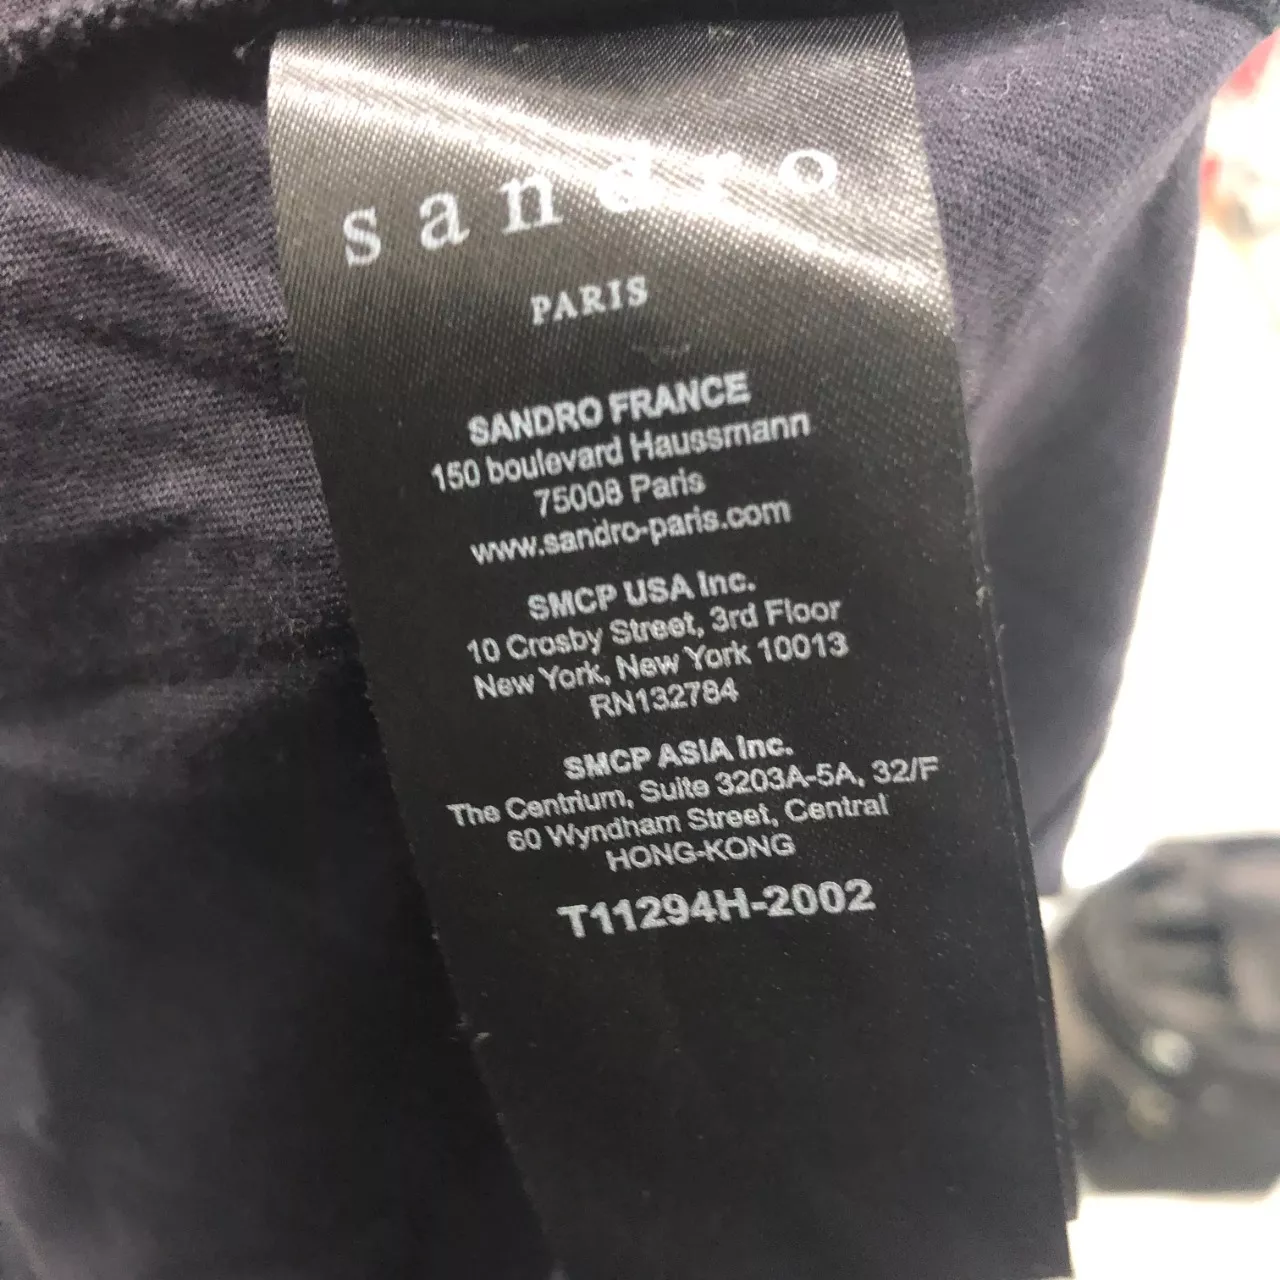 sandro
PARIS
SANDRO FRANCE
150 boulevard Haussmann
75008 Paris
www.sandro-paris.com
SMCP USA Inc.
10 Crosby Street, 3rd Floor
New York, New York 10013
RN132784
SMCP ASIA Inc.
The Centrium, Suite 3203A-5A, 32/F
60 Wyndham Street, Central
HONG-KONG
T11294H-2002